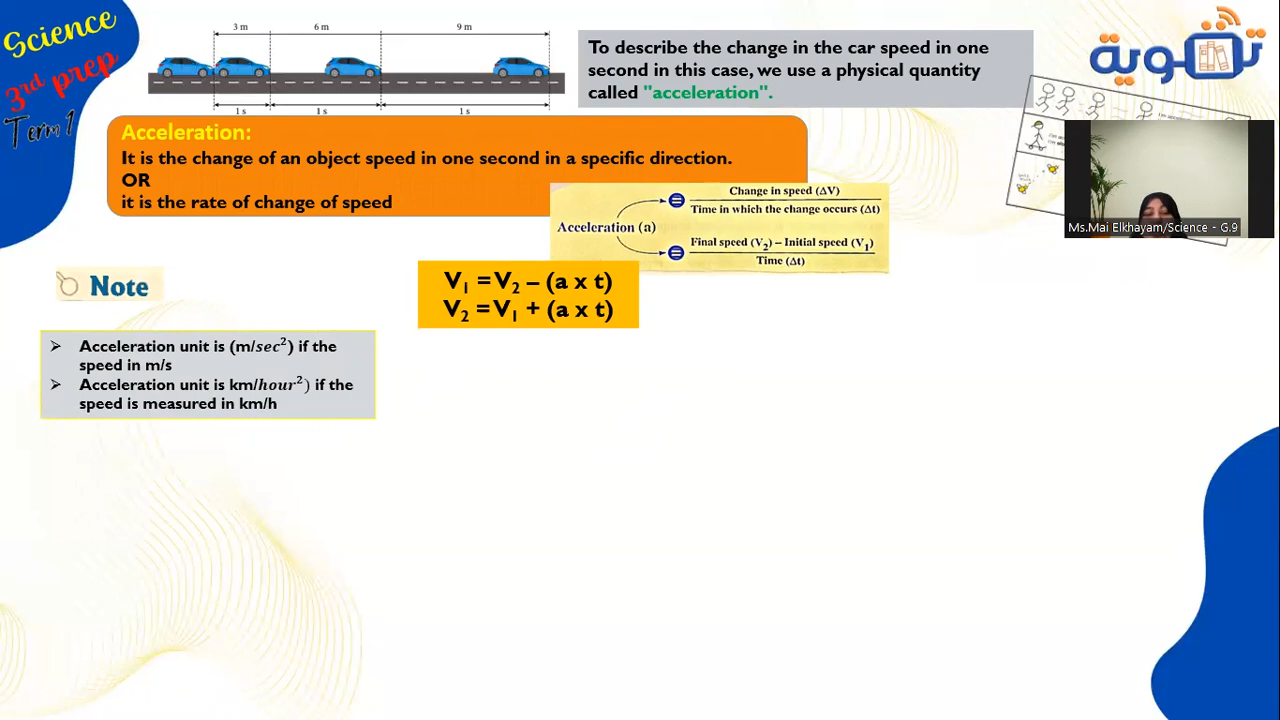 Science
3rd prep
Term 1
3 m 6 m 9 m
1 s 1 s 1 s
To describe the change in the car speed in one
second in this case, we use a physical quantity
called "acceleration".
تقوية
Acceleration:
It is the change of an object speed in one second in a specific direction.
OR
it is the rate of change of speed
Acceleration (a)
= Change in speed (ΔV)
Time in which the change occurs (Δt)
= Final speed (V₂) – Initial speed (V₁)
Time (Δt)
Ms.Mai Elkhayam/Science - G.9
V₁ = V₂ – (a x t)
V₂ = V₁ + (a x t)
Note
➢ Acceleration unit is (m/sec²) if the
speed in m/s
➢ Acceleration unit is km/hour²) if the
speed is measured in km/h